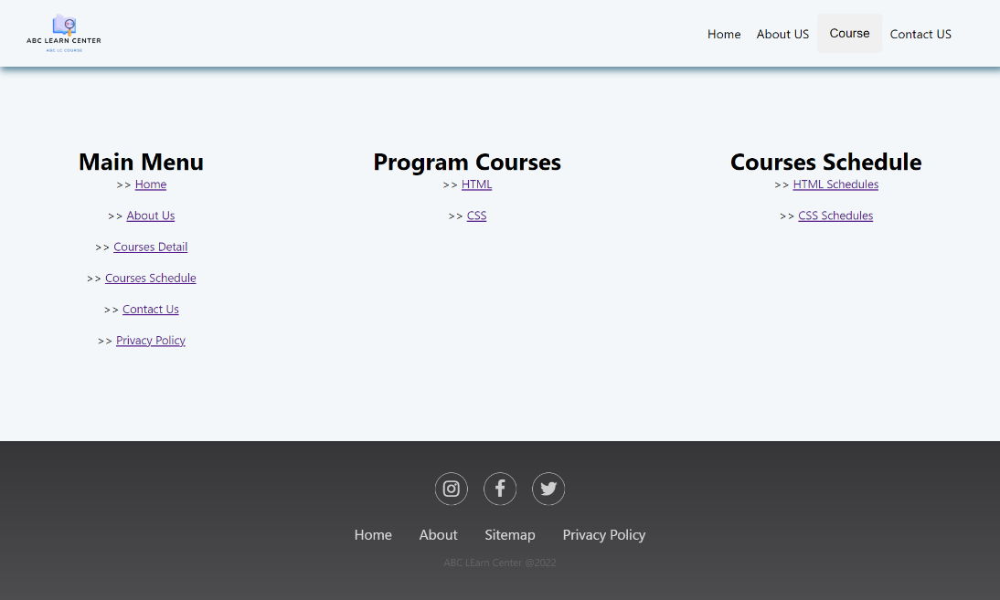 ABC LEARN CENTER
ABC LC COURSE
Home About US Course Contact US
Main Menu
>> Home
>> About Us
>> Courses Detail
>> Courses Schedule
>> Contact Us
>> Privacy Policy
Program Courses
>> HTML
>> CSS
Courses Schedule
>> HTML Schedules
>> CSS Schedules
Home About Sitemap Privacy Policy
ABC LEarn Center @2022